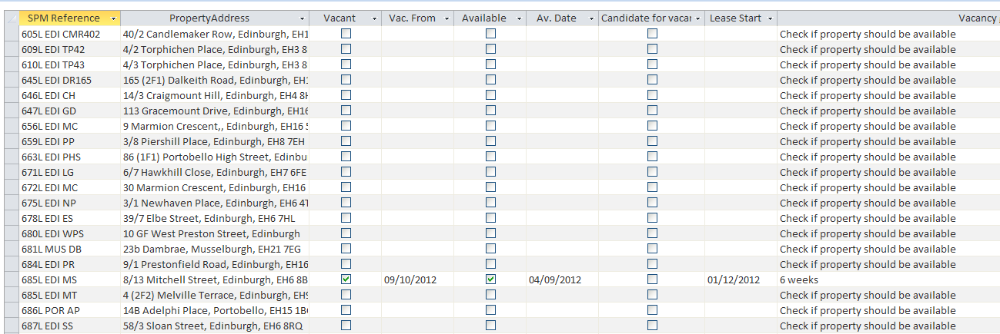 SPM Reference PropertyAddress Vacant Vac. From Available Av. Date Candidate for vacar Lease Start Vacancy
605L EDI CMR402 40/2 Candlemaker Row, Edinburgh, EH1 Check if property should be available
609L EDI TP42 4/2 Torphichen Place, Edinburgh, EH3 8 Check if property should be available
610L EDI TP43 4/3 Torphichen Place, Edinburgh, EH3 8 Check if property should be available
645L EDI DR165 165 (2F1) Dalkeith Road, Edinburgh, EH1 Check if property should be available
646L EDI CH 14/3 Craigmount Hill, Edinburgh, EH4 8H Check if property should be available
647L EDI GD 113 Gracemount Drive, Edinburgh, EH16 Check if property should be available
656L EDI MC 9 Marmion Crescent,, Edinburgh, EH16 5 Check if property should be available
659L EDI PP 3/8 Piershill Place, Edinburgh, EH8 7EH Check if property should be available
663L EDI PHS 86 (1F1) Portobello High Street, Edinbu Check if property should be available
671L EDI LG 6/7 Hawkhill Close, Edinburgh, EH7 6FE Check if property should be available
672L EDI MC 30 Marmion Crescent, Edinburgh, EH16 Check if property should be available
675L EDI NP 3/1 Newhaven Place, Edinburgh, EH6 4T Check if property should be available
678L EDI ES 39/7 Elbe Street, Edinburgh, EH6 7HL Check if property should be available
680L EDI WPS 10 GF West Preston Street, Edinburgh Check if property should be available
681L MUS DB 23b Dambrae, Musselburgh, EH21 7EG Check if property should be available
684L EDI PR 9/1 Prestonfield Road, Edinburgh, EH16 Check if property should be available
685L EDI MS 8/13 Mitchell Street, Edinburgh, EH6 8B 09/10/2012 04/09/2012 01/12/2012 6 weeks
685L EDI MT 4 (2F2) Melville Terrace, Edinburgh, EH9 Check if property should be available
686L POR AP 14B Adelphi Place, Portobello, EH15 1B Check if property should be available
687L EDI SS 58/3 Sloan Street, Edinburgh, EH6 8RQ Check if property should be available